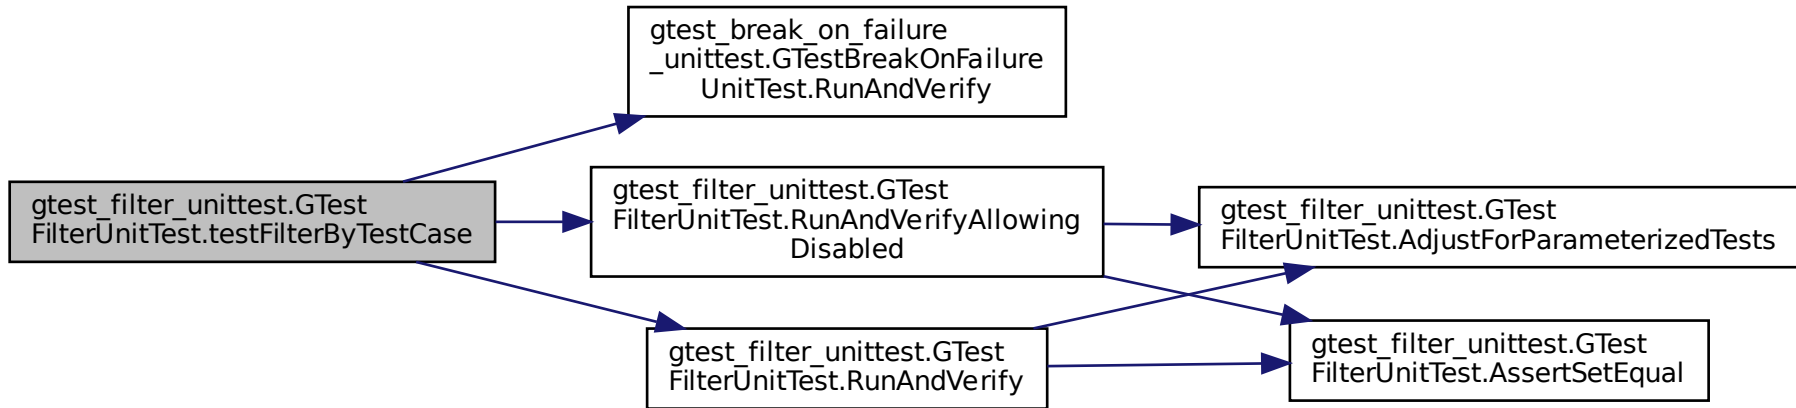 gtest_break_on_failure
_unittest.GTestBreakOnFailure
UnitTest.RunAndVerify
gtest_filter_unittest.GTest
FilterUnitTest.testFilterByTestCase
gtest_filter_unittest.GTest
FilterUnitTest.RunAndVerifyAllowing
Disabled
gtest_filter_unittest.GTest
FilterUnitTest.AdjustForParameterizedTests
gtest_filter_unittest.GTest
FilterUnitTest.RunAndVerify
gtest_filter_unittest.GTest
FilterUnitTest.AssertSetEqual